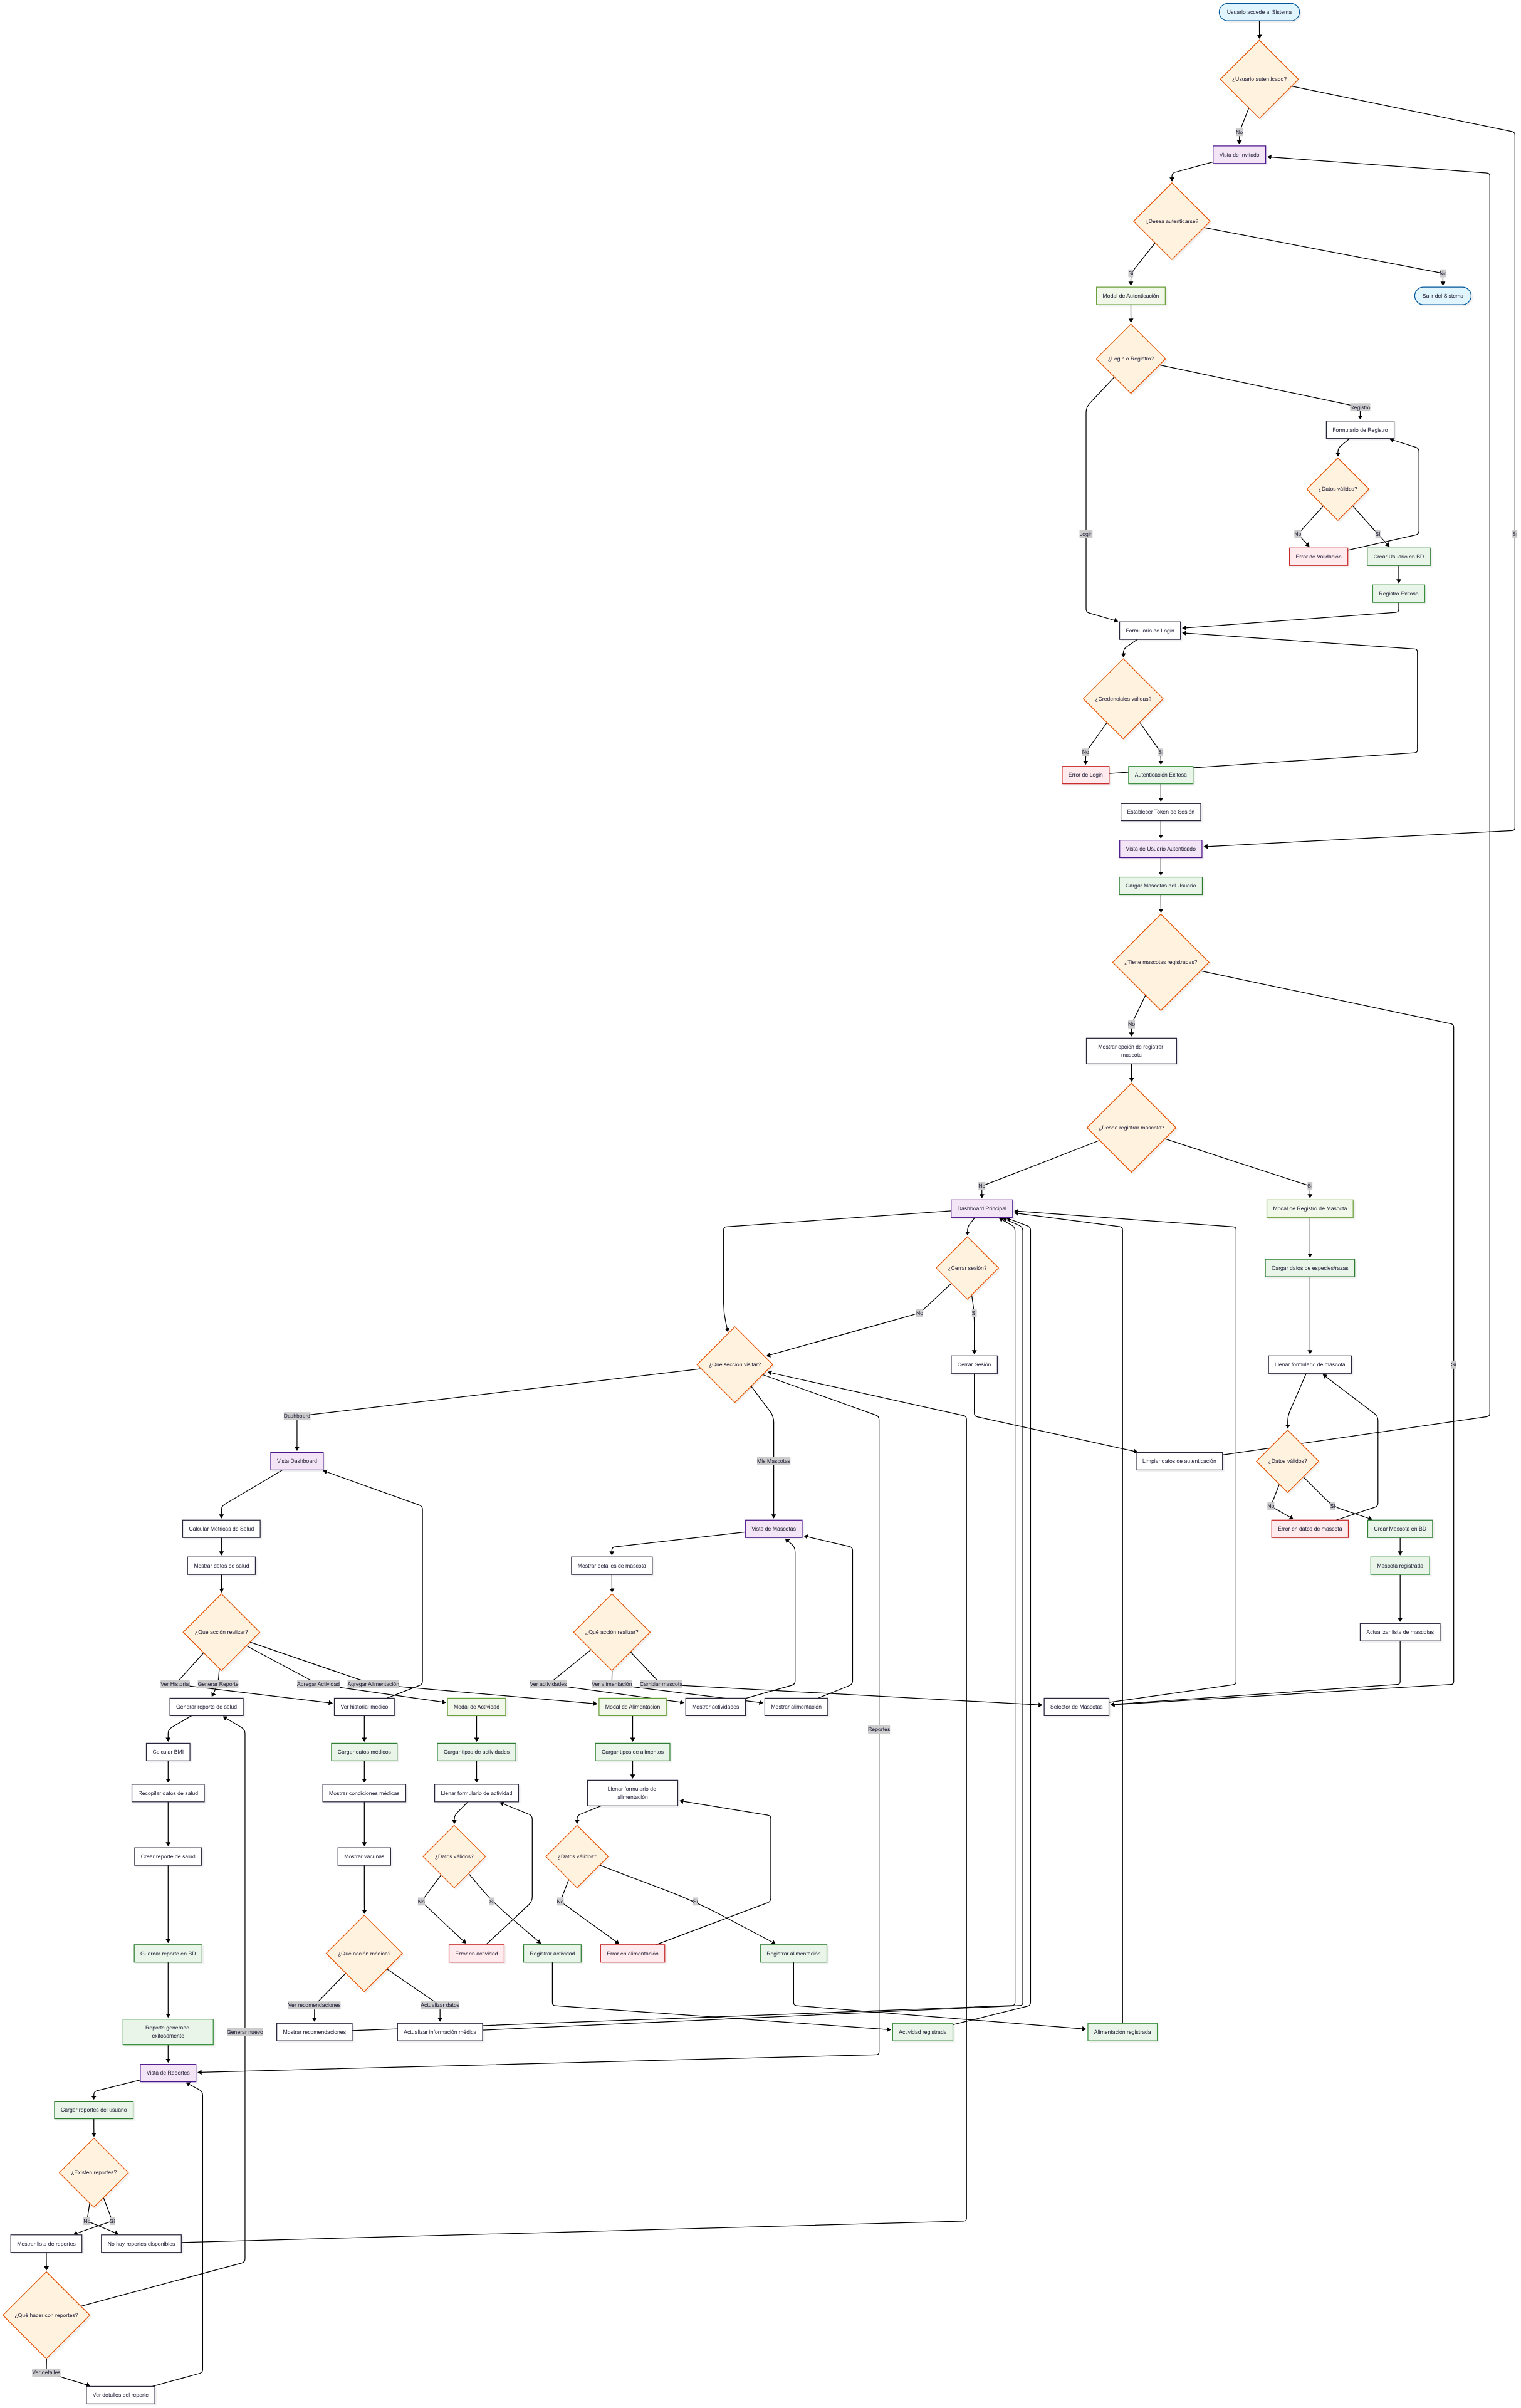 Usuario accede al Sistema
¿Usuario autenticado?
No
Vista de Invitado
¿Desea autenticarse?
Sí
No
Modal de Autenticación
Salir del Sistema
¿Login o Registro?
Registro
Formulario de Registro
¿Datos válidos?
Login
No
Sí
Sí
Error de Validación
Crear Usuario en BD
Registro Exitoso
Formulario de Login
¿Credenciales válidas?
No
Sí
Error de Login
Autenticación Exitosa
Establecer Token de Sesión
Vista de Usuario Autenticado
Cargar Mascotas del Usuario
¿Tiene mascotas registradas?
No
Mostrar opción de registrar
mascota
¿Desea registrar mascota?
No
Sí
Dashboard Principal
Modal de Registro de Mascota
¿Cerrar sesión?
Cargar datos de especies/razas
No
Sí
¿Qué sección visitar?
Cerrar Sesión
Llenar formulario de mascota
Sí
Dashboard
Vista Dashboard
Mis Mascotas
Limpiar datos de autenticación
¿Datos válidos?
No
Sí
Calcular Métricas de Salud
Vista de Mascotas
Error en datos de mascota
Crear Mascota en BD
Mostrar datos de salud
Mostrar detalles de mascota
Mascota registrada
¿Qué acción realizar?
¿Qué acción realizar?
Actualizar lista de mascotas
Ver Historial
Generar Reporte
Agregar Actividad
Agregar Alimentación
Ver actividades
Ver alimentación
Cambiar mascota
Generar reporte de salud
Ver historial médico
Modal de Actividad
Modal de Alimentación
Mostrar actividades
Mostrar alimentación
Selector de Mascotas
Reportes
Calcular BMI
Cargar datos médicos
Cargar tipos de actividades
Cargar tipos de alimentos
Recopilar datos de salud
Mostrar condiciones médicas
Llenar formulario de actividad
Llenar formulario de
alimentación
Crear reporte de salud
Mostrar vacunas
¿Datos válidos?
¿Datos válidos?
No
Sí
No
Sí
Guardar reporte en BD
¿Qué acción médica?
Error en actividad
Registrar actividad
Error en alimentación
Registrar alimentación
Ver recomendaciones
Actualizar datos
Reporte generado
exitosamente
Generar nuevo
Mostrar recomendaciones
Actualizar información médica
Actividad registrada
Alimentación registrada
Vista de Reportes
Cargar reportes del usuario
¿Existen reportes?
No
Sí
Mostrar lista de reportes
No hay reportes disponibles
¿Qué hacer con reportes?
Ver detalles
Ver detalles del reporte